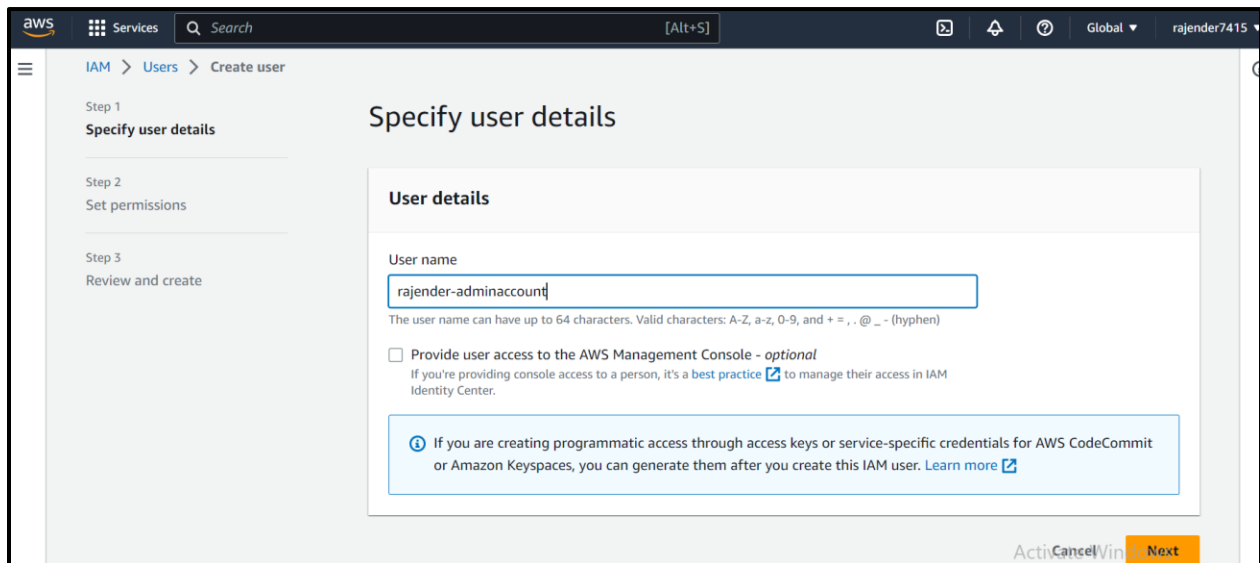 aws Services Search [Alt+S] Global rajender7415
IAM > Users > Create user
Step 1
Specify user details
Step 2
Set permissions
Step 3
Review and create
Specify user details
User details
User name
rajender-adminaccount
The user name can have up to 64 characters. Valid characters: A-Z, a-z, 0-9, and + = , . @ _ - (hyphen)
Provide user access to the AWS Management Console - optional
If you're providing console access to a person, it's a best practice to manage their access in IAM
Identity Center.
If you are creating programmatic access through access keys or service-specific credentials for AWS CodeCommit
or Amazon Keyspaces, you can generate them after you create this IAM user. Learn more
Cancel Next